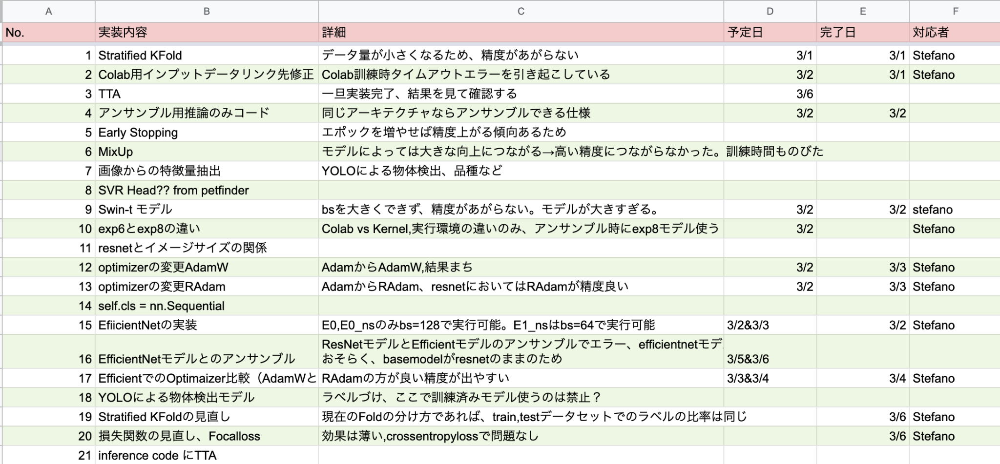 A B C D E F
No. 実装内容 詳細 予定日 完了日 対応者
1 Stratified KFold データ量が小さくなるため、精度があがらない 3/1 3/1 Stefano
2 Colab用インプットデータリンク先修正 Colab訓練時タイムアウトエラーを引き起こしている 3/2 3/1 Stefano
3 TTA 一旦実装完了、結果を見て確認する 3/6
4 アンサンブル用推論のみコード 同じアーキテクチャならアンサンブルできる仕様 3/2 3/2
5 Early Stopping エポックを増やせば精度上がる傾向あるため
6 MixUp モデルによっては大きな向上につながる→高い精度につながらなかった。訓練時間ものびた
7 画像からの特徴量抽出 YOLOによる物体検出、品種など
8 SVR Head?? from petfinder
9 Swin-t モデル bsを大きくできず、精度があがらない。モデルが大きすぎる。 3/2 3/2 stefano
10 exp6とexp8の違い Colab vs Kernel,実行環境の違いのみ、アンサンブル時にexp8モデル使う 3/2 Stefano
11 resnetとイメージサイズの関係
12 optimizerの変更AdamW AdamからAdamW,結果まち 3/2 3/3 Stefano
13 optimizerの変更RAdam AdamからRAdam、resnetにおいてはRAdamが精度良い 3/2 3/3 Stefano
14 self.cls = nn.Sequential
15 EfiicientNetの実装 E0,E0_nsのみbs=128で実行可能。E1_nsはbs=64で実行可能 3/2&3/3 3/2 Stefano
ResNetモデルとEfficientモデルのアンサンブルでエラー、efficientnetモデ
16 EfficientNetモデルとのアンサンブル おそらく、basemodelがresnetのままのため 3/5&3/6
17 EfficientでのOptimaizer比較（AdamWと RAdamの方が良い精度が出やすい 3/3&3/4 3/4 Stefano
18 YOLOによる物体検出モデル ラベルづけ、ここで訓練済みモデル使うのは禁止？
19 Stratified KFoldの見直し 現在のFoldの分け方であれば、train,testデータセットでのラベルの比率は同じ 3/6 Stefano
20 損失関数の見直し、Focalloss 効果は薄い,crossentropylossで問題なし 3/6 Stefano
21 inference code にTTA